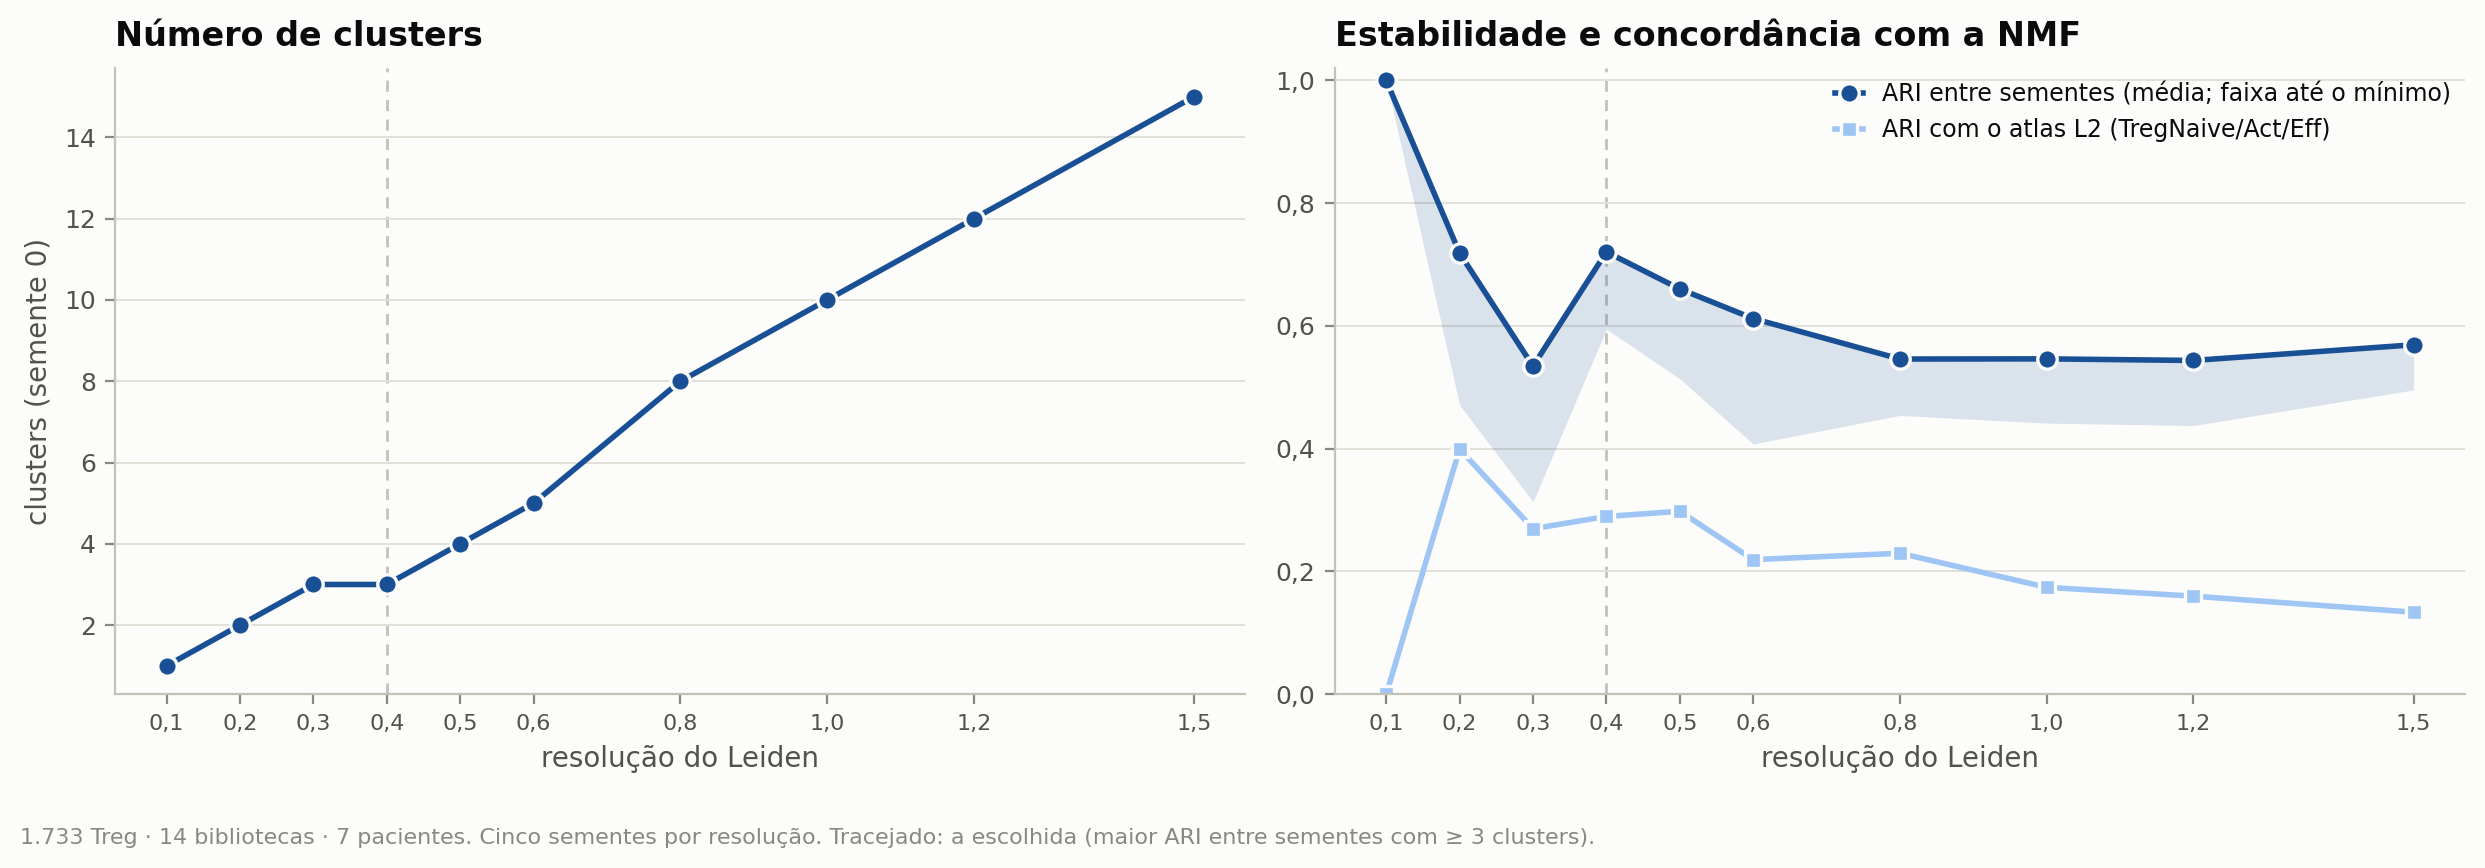 Número de clusters
clusters (semente 0)
14
12
10
8
6
4
2
0,1 0,2 0,3 0,4 0,5 0,6 0,8 1,0 1,2 1,5
resolução do Leiden
Estabilidade e concordância com a NMF
ARI entre sementes (média; faixa até o mínimo)
ARI com o atlas L2 (TregNaive/Act/Eff)
1,0
0,8
0,6
0,4
0,2
0,0
0,1 0,2 0,3 0,4 0,5 0,6 0,8 1,0 1,2 1,5
resolução do Leiden
1.733 Treg · 14 bibliotecas · 7 pacientes. Cinco sementes por resolução. Tracejado: a escolhida (maior ARI entre sementes com ≥ 3 clusters).